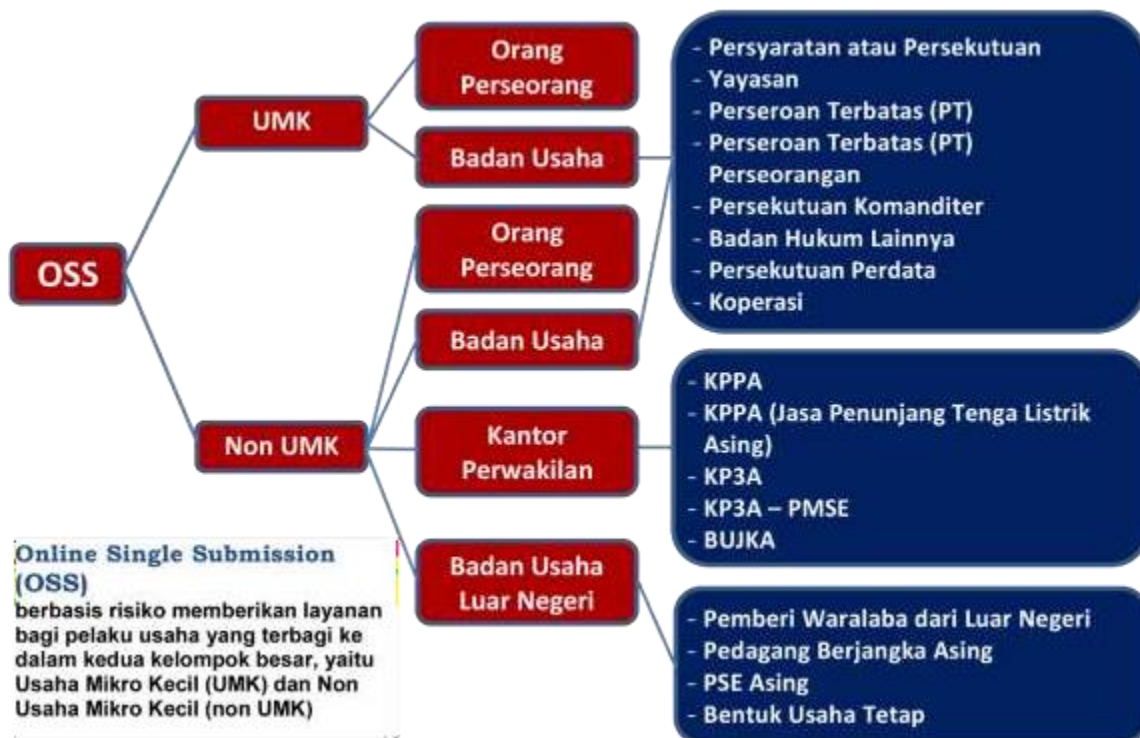 OSS
UMK
Non UMK
Orang
Perseorang
Badan Usaha
Orang
Perseorang
Badan Usaha
Kantor
Perwakilan
Badan Usaha
Luar Negeri
- Persyaratan atau Persekutuan
- Yayasan
- Perseroan Terbatas (PT)
- Perseroan Terbatas (PT)
Perseorangan
- Persekutuan Komanditer
- Badan Hukum Lainnya
- Persekutuan Perdata
- Koperasi
- KPPA
- KPPA (Jasa Penunjang Tenga Listrik
Asing)
- KP3A
- KP3A – PMSE
- BUJKA
- Pemberi Waralaba dari Luar Negeri
- Pedagang Berjangka Asing
- PSE Asing
- Bentuk Usaha Tetap
Online Single Submission
(OSS)
berbasis risiko memberikan layanan
bagi pelaku usaha yang terbagi ke
dalam kedua kelompok besar, yaitu
Usaha Mikro Kecil (UMK) dan Non
Usaha Mikro Kecil (non UMK)